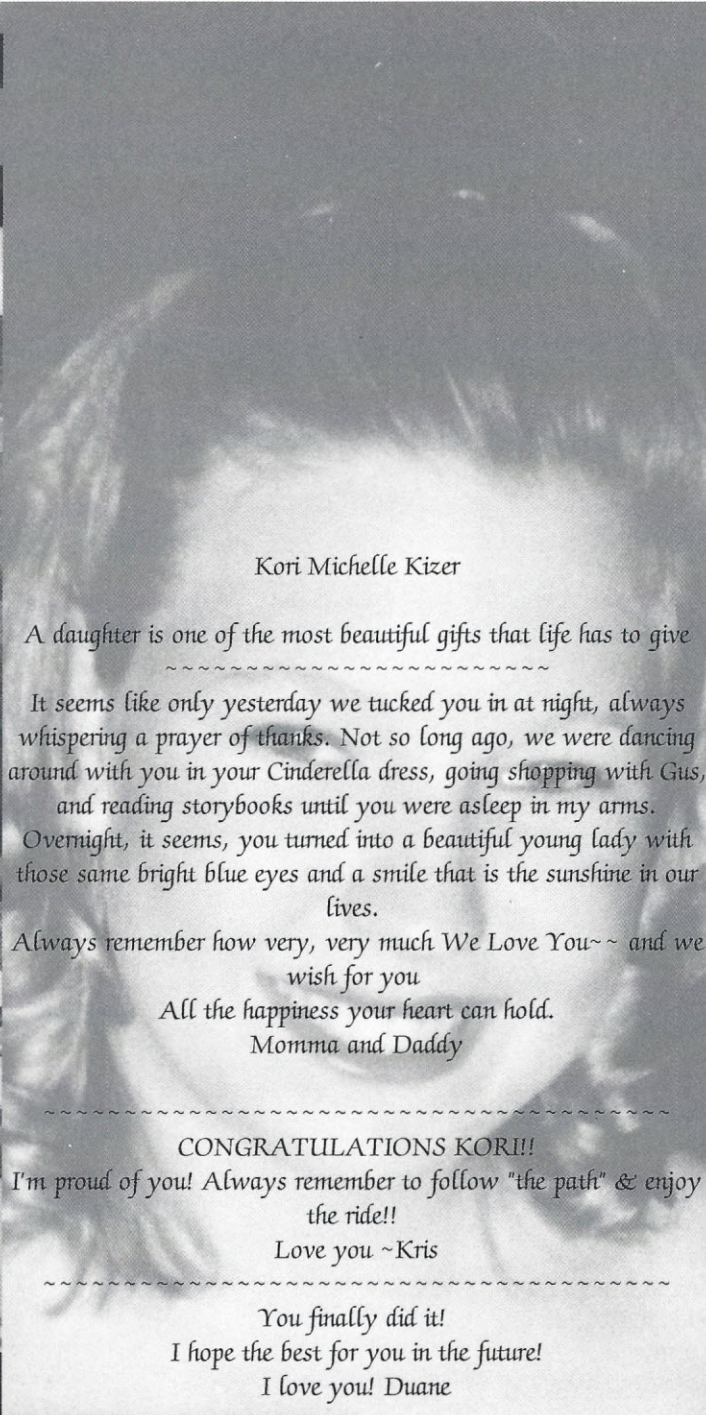 Kori Michelle Kizer
A daughter is one of the most beautiful gifts that life has to give
~~~~~~~~~~~~~~~~~~~~~~~~
It seems like only yesterday we tucked you in at night, always
whispering a prayer of thanks. Not so long ago, we were dancing
around with you in your Cinderella dress, going shopping with Gus,
and reading storybooks until you were asleep in my arms.
Overnight, it seems, you turned into a beautiful young lady with
those same bright blue eyes and a smile that is the sunshine in our
lives.
Always remember how very, very much We Love You~~ and we
wish for you
All the happiness your heart can hold.
Momma and Daddy
~~~~~~~~~~~~~~~~~~~~~~~~~~~~~~~~~~~~~~~
CONGRATULATIONS KORI!!
I'm proud of you! Always remember to follow "the path" & enjoy
the ride!!
Love you ~Kris
~~~~~~~~~~~~~~~~~~~~~~~~~~~~~~~~~~~~~~~
You finally did it!
I hope the best for you in the future!
I love you! Duane